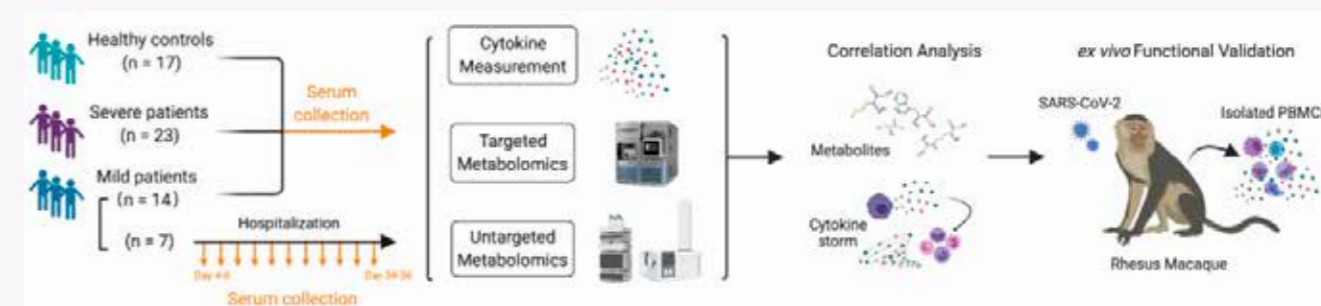 Healthy controls
(n = 17)
Severe patients
(n = 23)
Mild patients
(n = 14)
(n = 7)
Serum
collection
Hospitalization
Serum collection
Cytokine
Measurement
Targeted
Metabolomics
Untargeted
Metabolomics
Correlation Analysis
Metabolites
Cytokine
storm
ex vivo Functional Validation
SARS-CoV-2
Isolated PBMC
Rhesus Macaque